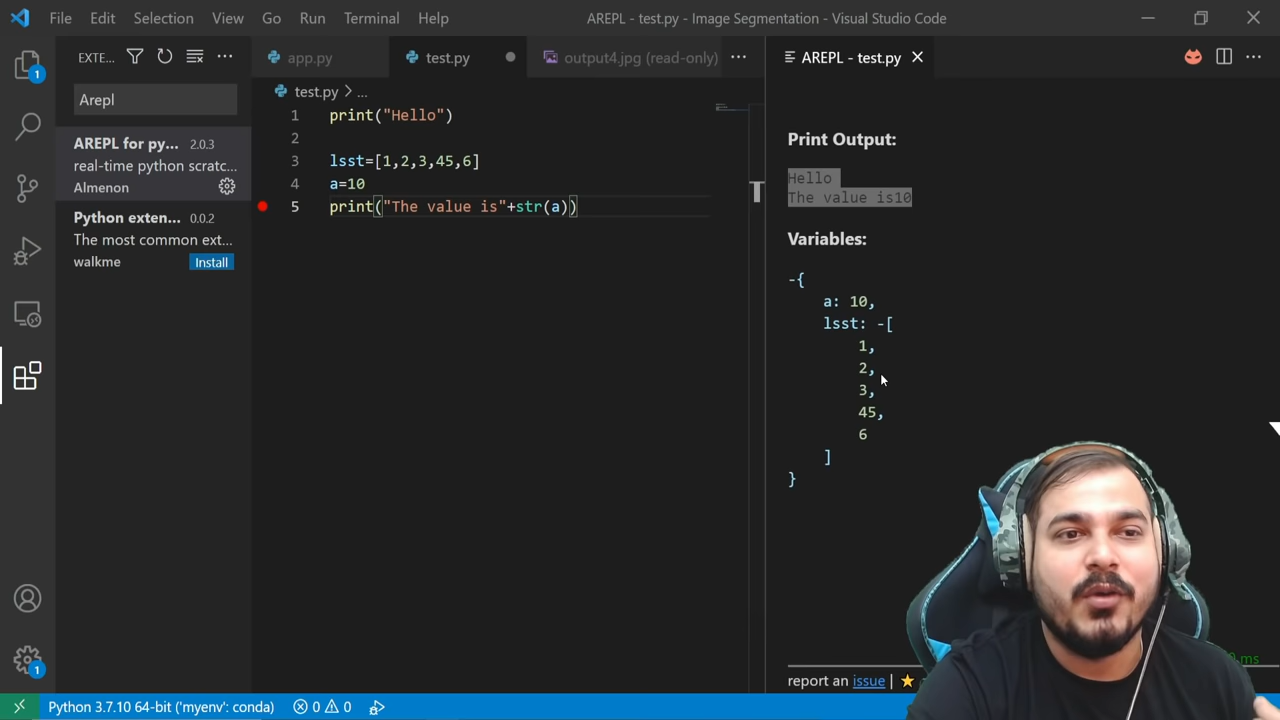 File Edit Selection View Go Run Terminal Help AREPL - test.py - Image Segmentation - Visual Studio Code
EXTE...
app.py
test.py
output4.jpg (read-only)
AREPL - test.py
1
Arepl
AREPL for py... 2.0.3
real-time python scratc...
Almenon
Python exten... 0.0.2
The most common ext...
walkme Install
test.py > ...
1 print("Hello")
2
3 lsst=[1,2,3,45,6]
4 a=10
5 print("The value is"+str(a))
Print Output:
Hello
The value is10
Variables:
-{
a: 10,
lsst: -[
1,
2,
3,
45,
6
]
}
ms
report an issue |
1
Python 3.7.10 64-bit ('myenv': conda) 0 0